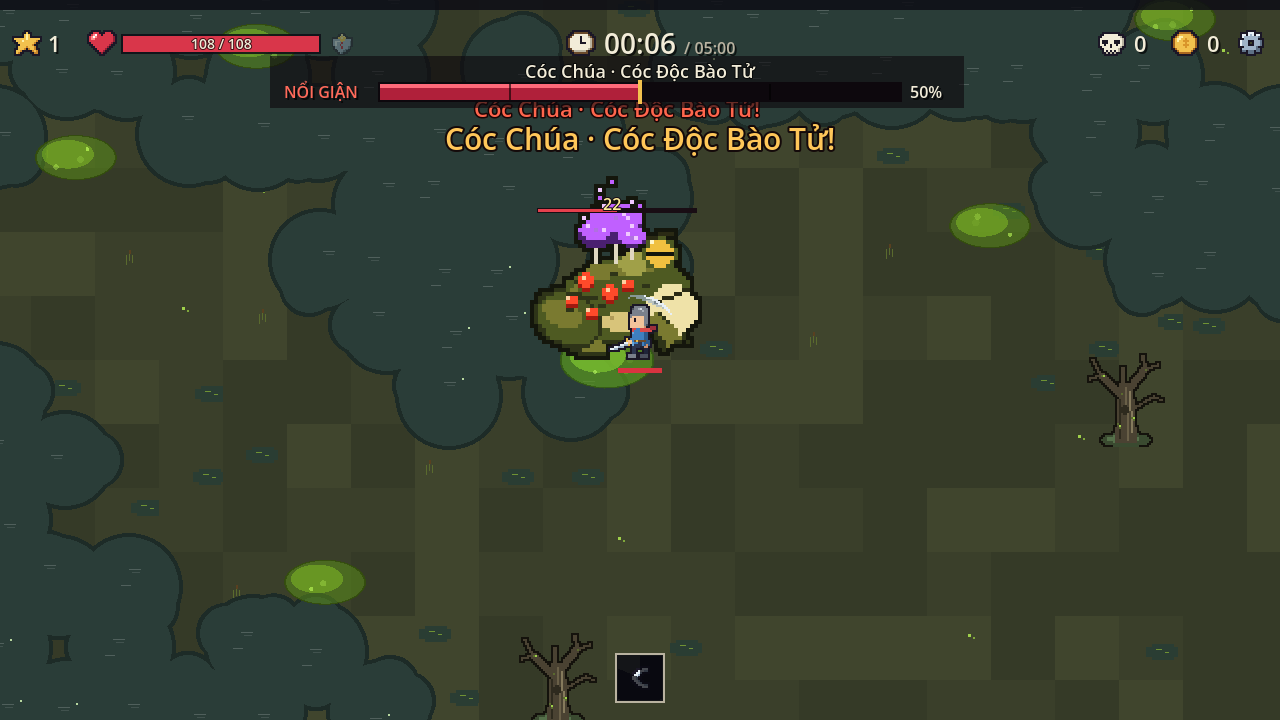 1
108 / 108
00:06 / 05:00
0
0
Cóc Chúa · Cóc Độc Bào Tử
NỔI GIẬN
50%
Cóc Chúa · Cóc Độc Bào Tử!
Cóc Chúa · Cóc Độc Bào Tử!
22